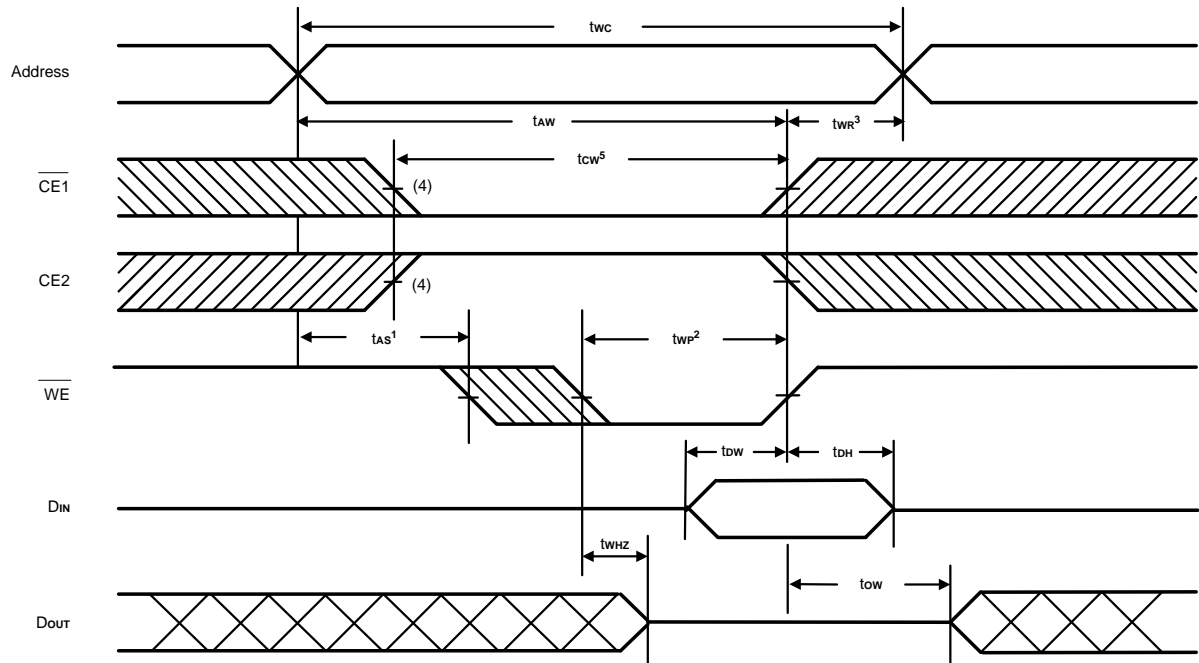 tWC
Address
tAW
tWR³
tCW⁵
CE1
(4)
CE2
(4)
tAS¹
tWP²
WE
tDW
tDH
DIN
tWHZ
tOW
DOUT